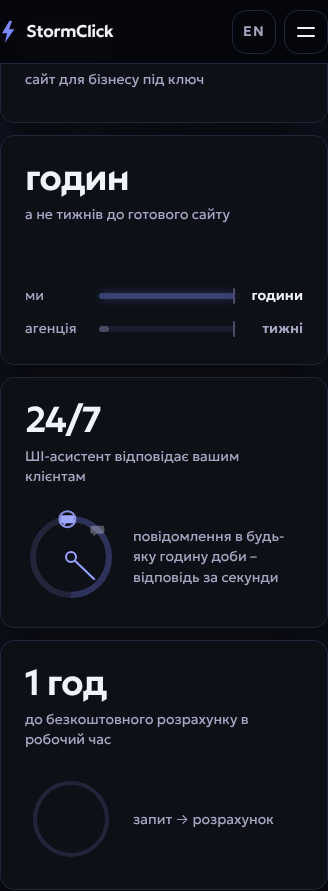 StormClick
EN
сайт для бізнесу під ключ
годин
а не тижнів до готового сайту
ми
години
агенція
тижні
24/7
ШІ-асистент відповідає вашим
клієнтам
повідомлення в будь-
яку годину доби –
відповідь за секунди
1 год
до безкоштовного розрахунку в
робочий час
запит → розрахунок